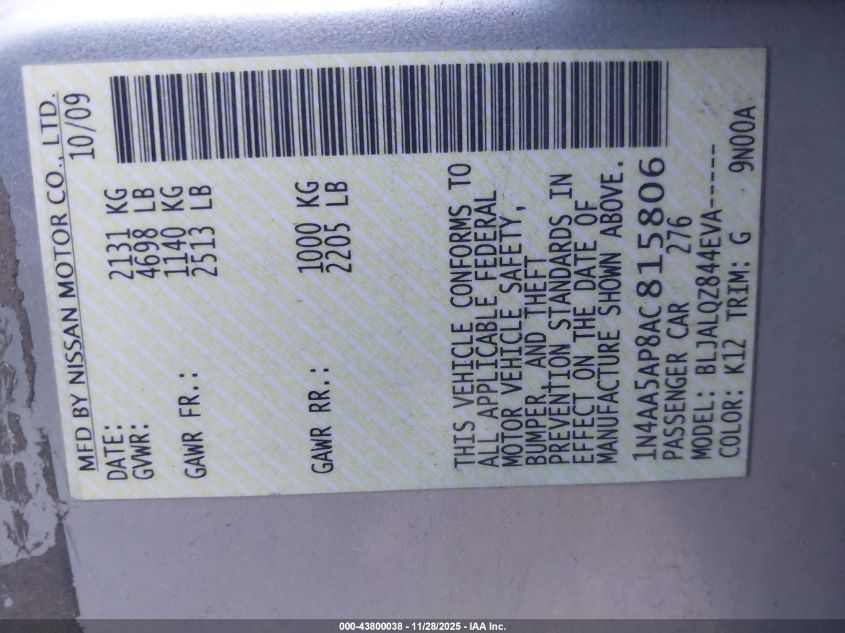 MFD BY NISSAN MOTOR CO., LTD.
DATE: 10/09
GVWR: 2131 KG
4698 LB
GAWR FR.: 1140 KG
2513 LB
GAWR RR.: 1000 KG
2205 LB
THIS VEHICLE CONFORMS TO
ALL APPLICABLE FEDERAL
MOTOR VEHICLE SAFETY,
BUMPER, AND THEFT
PREVENTION STANDARDS IN
EFFECT ON THE DATE OF
MANUFACTURE SHOWN ABOVE.
1N4AA5AP8AC815806
PASSENGER CAR 276
MODEL: BLJALQZ844EVA-----
COLOR: K12 TRIM: G 9N00A
000-43800038 - 11/28/2025 - IAA Inc.